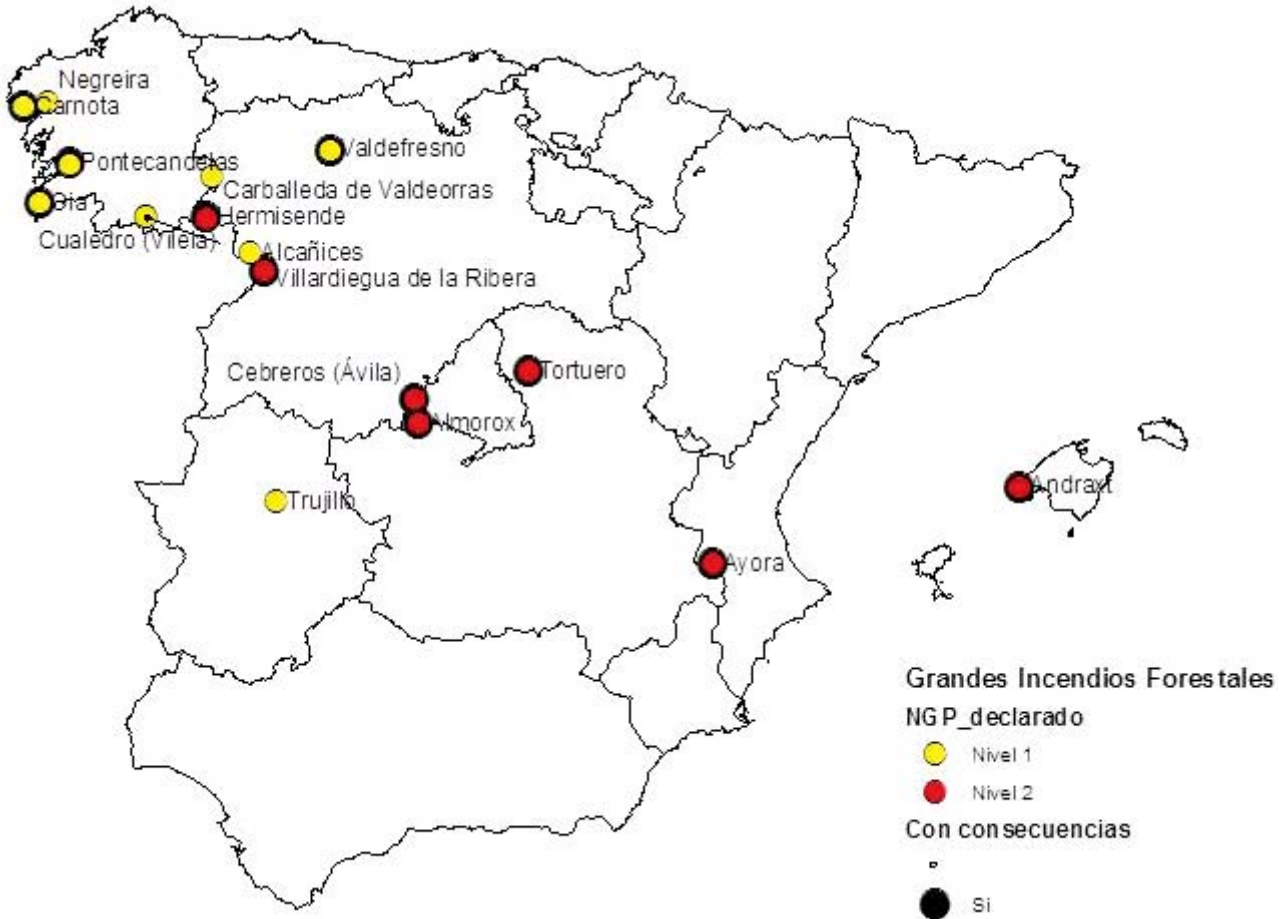 Negreira
Carnota
Valdefresno
Pontecandelas
Carballeda de Valdeorras
Oia
Hermisende
Cualedro (Vilela)
Alcañices
Villardiegua de la Ribera
Cebreros (Ávila)
Tortuero
Almorox
Andraxt
Trujillo
Ayora
Grandes Incendios Forestales
NGP_declarado
Nivel 1
Nivel 2
Con consecuencias
Si